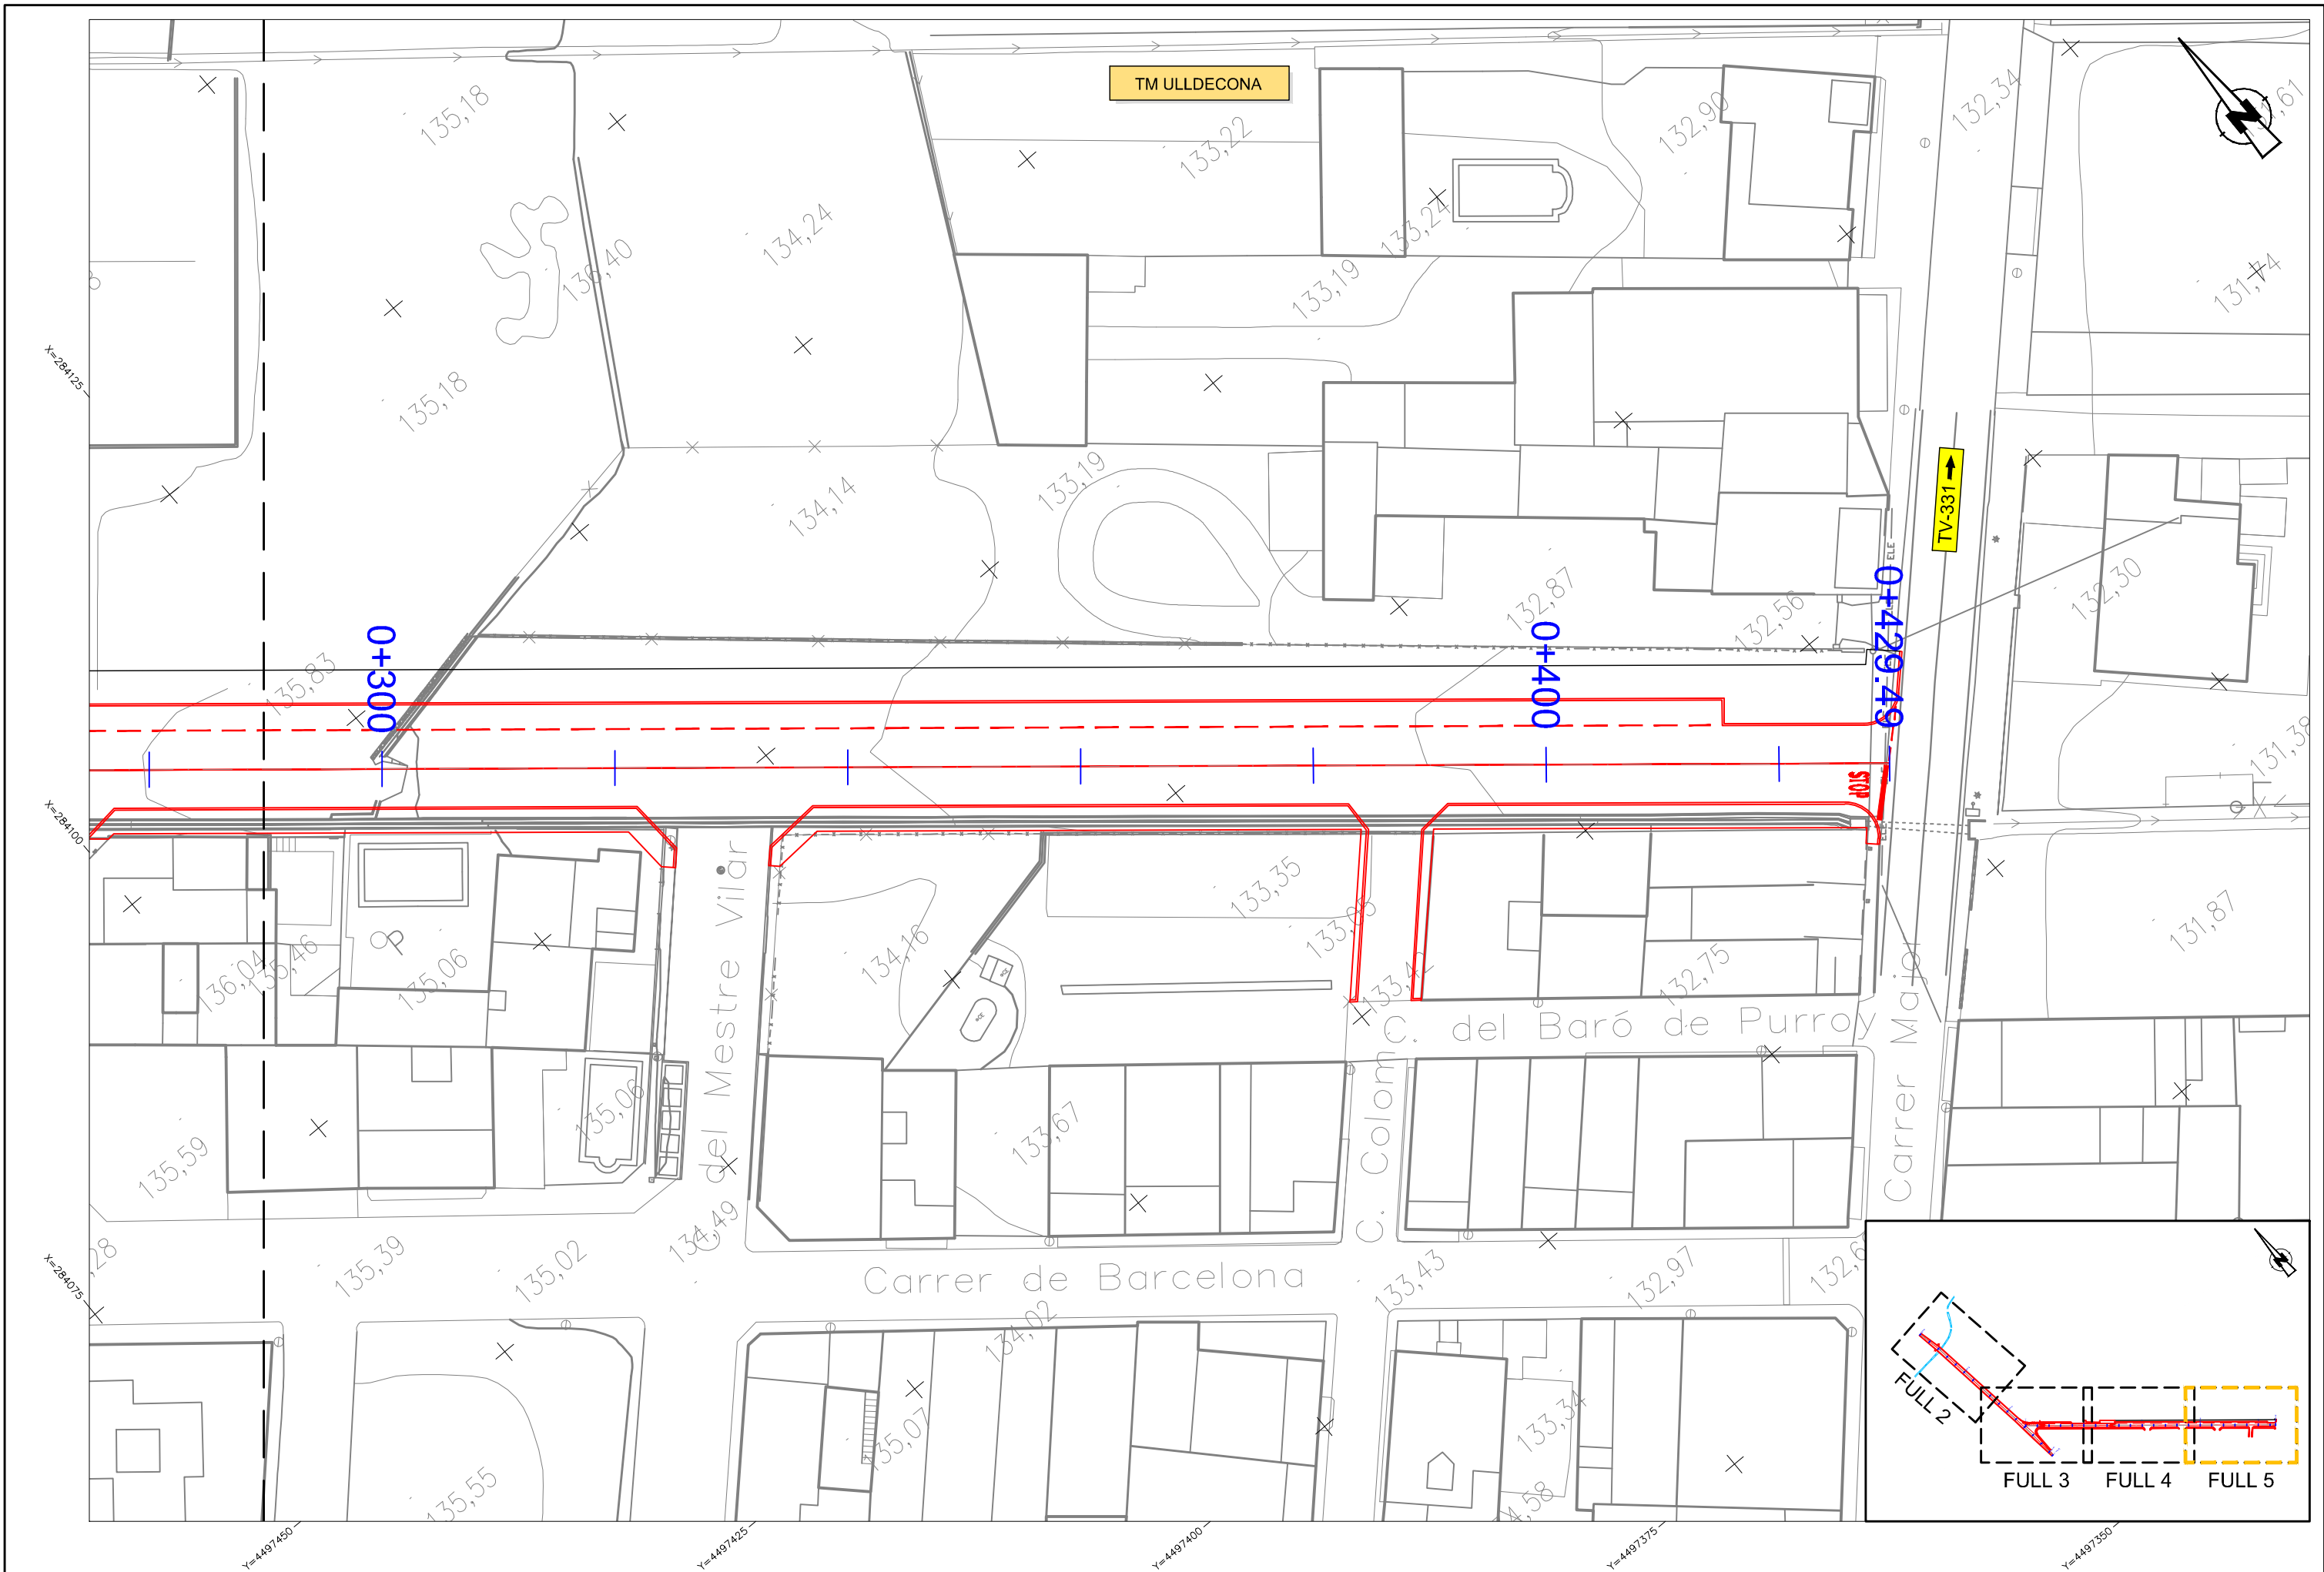 TM ULLDECONA
135,18
134,24
136,40
133,22
133,24
133,19
132,90
132,34
131,74
135,18
134,14
133,19
132,87
132,56
132,30
TV-331
ELE
X=284125
135,83
0+300
0+400
0+429.49
STOP
131,38
X=284100
136,04
135,46
135,06
P
del Mestre Vilar
134,16
133,35
133,42
132,75
131,87
C. del Baró de Purroy
C. Colom
Carrer Major
135,59
135,06
133,67
134,49
X=284075
135,39
135,02
Carrer de Barcelona
133,43
132,97
134,02
135,07
133,34
135,55
FULL 2
FULL 3
FULL 4
FULL 5
Y=4497450
Y=4497425
Y=4497400
Y=4497375
Y=4497350